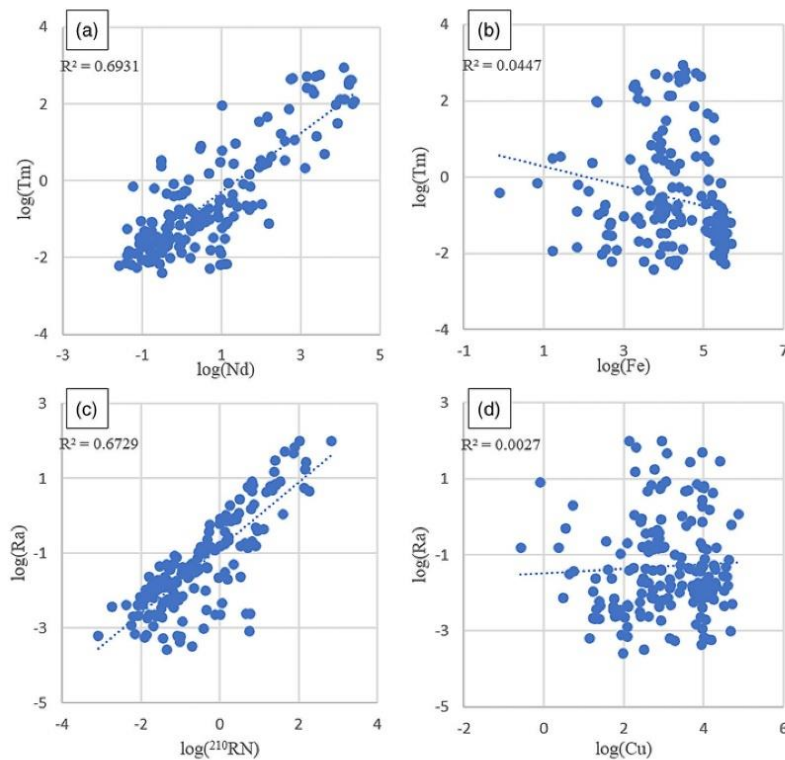 (a)
R² = 0.6931
4
2
0
-2
-4
log(Tm)
-3
-1
1
3
5
log(Nd)
(b)
R² = 0.0447
4
2
0
-2
-4
log(Tm)
-1
1
3
5
7
log(Fe)
(c)
R² = 0.6729
3
1
-1
-3
-5
log(Ra)
-4
-2
0
2
4
log(²¹⁰RN)
(d)
R² = 0.0027
3
1
-1
-3
-5
log(Ra)
-2
0
2
4
6
log(Cu)